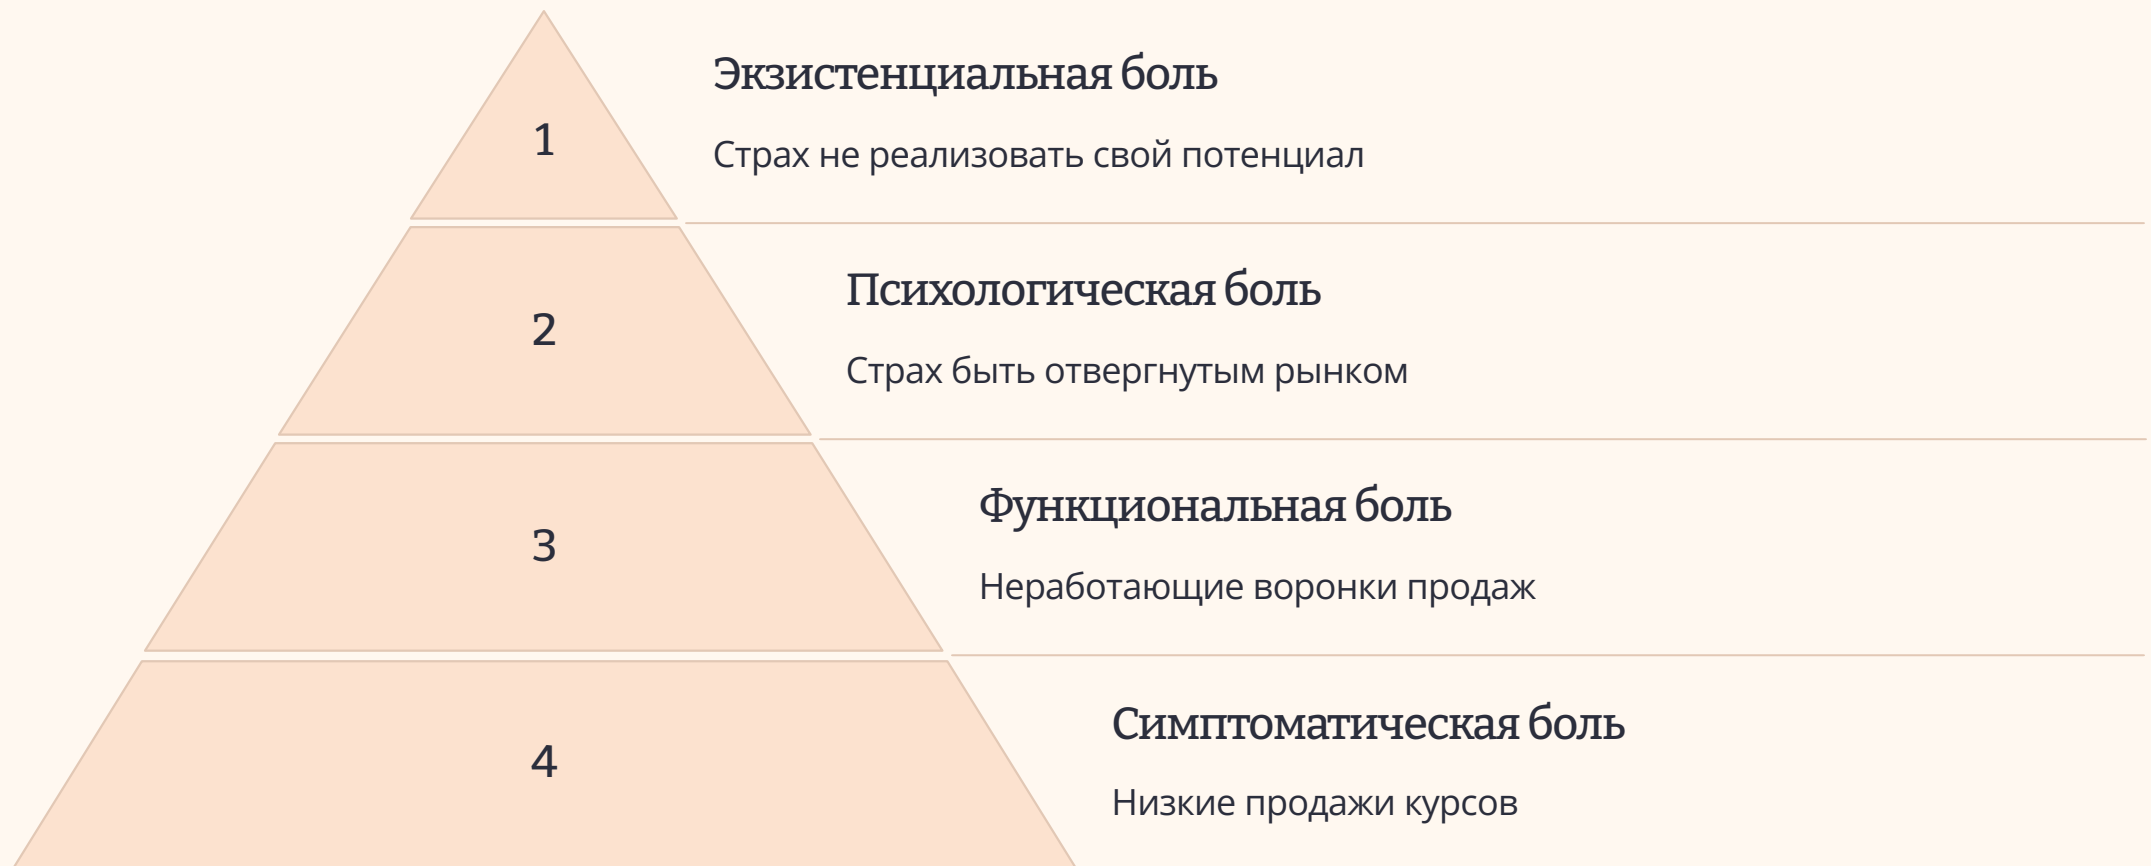 1
Экзистенциальная боль
Страх не реализовать свой потенциал
2
Психологическая боль
Страх быть отвергнутым рынком
3
Функциональная боль
Неработающие воронки продаж
4
Симптоматическая боль
Низкие продажи курсов